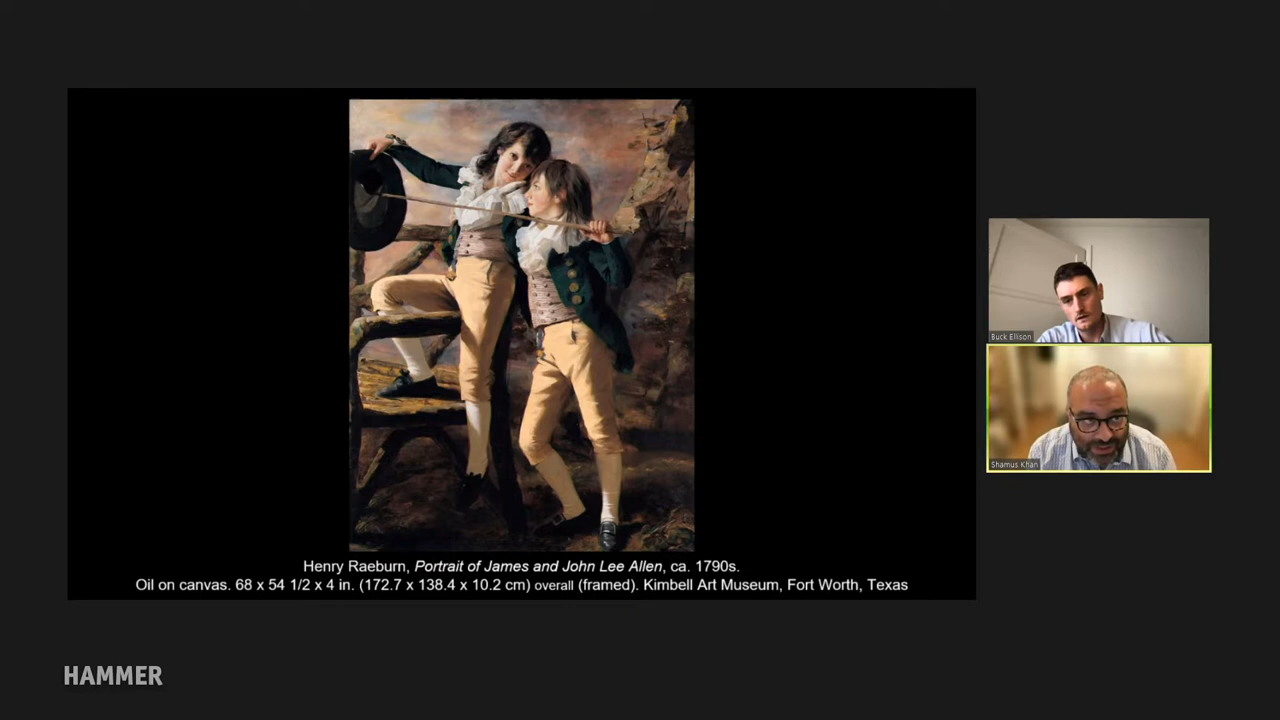 Buck Ellison
Shamus Khan
Henry Raeburn, Portrait of James and John Lee Allen, ca. 1790s.
Oil on canvas. 68 x 54 1/2 x 4 in. (172.7 x 138.4 x 10.2 cm) overall (framed). Kimbell Art Museum, Fort Worth, Texas
HAMMER